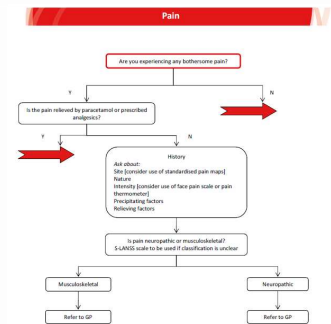 Pain
Are you experiencing any bothersome pain?
Y
N
Is the pain relieved by paracetamol or prescribed
analgesics?
Y
N
History
Ask about:
Site [consider use of standardised pain maps]
Nature
Intensity [consider use of face pain scale or pain
thermometer]
Precipitating factors
Relieving factors
Is pain neuropathic or musculoskeletal?
S-LANSS scale to be used if classification is unclear
Musculoskeletal
Neuropathic
Refer to GP
Refer to GP